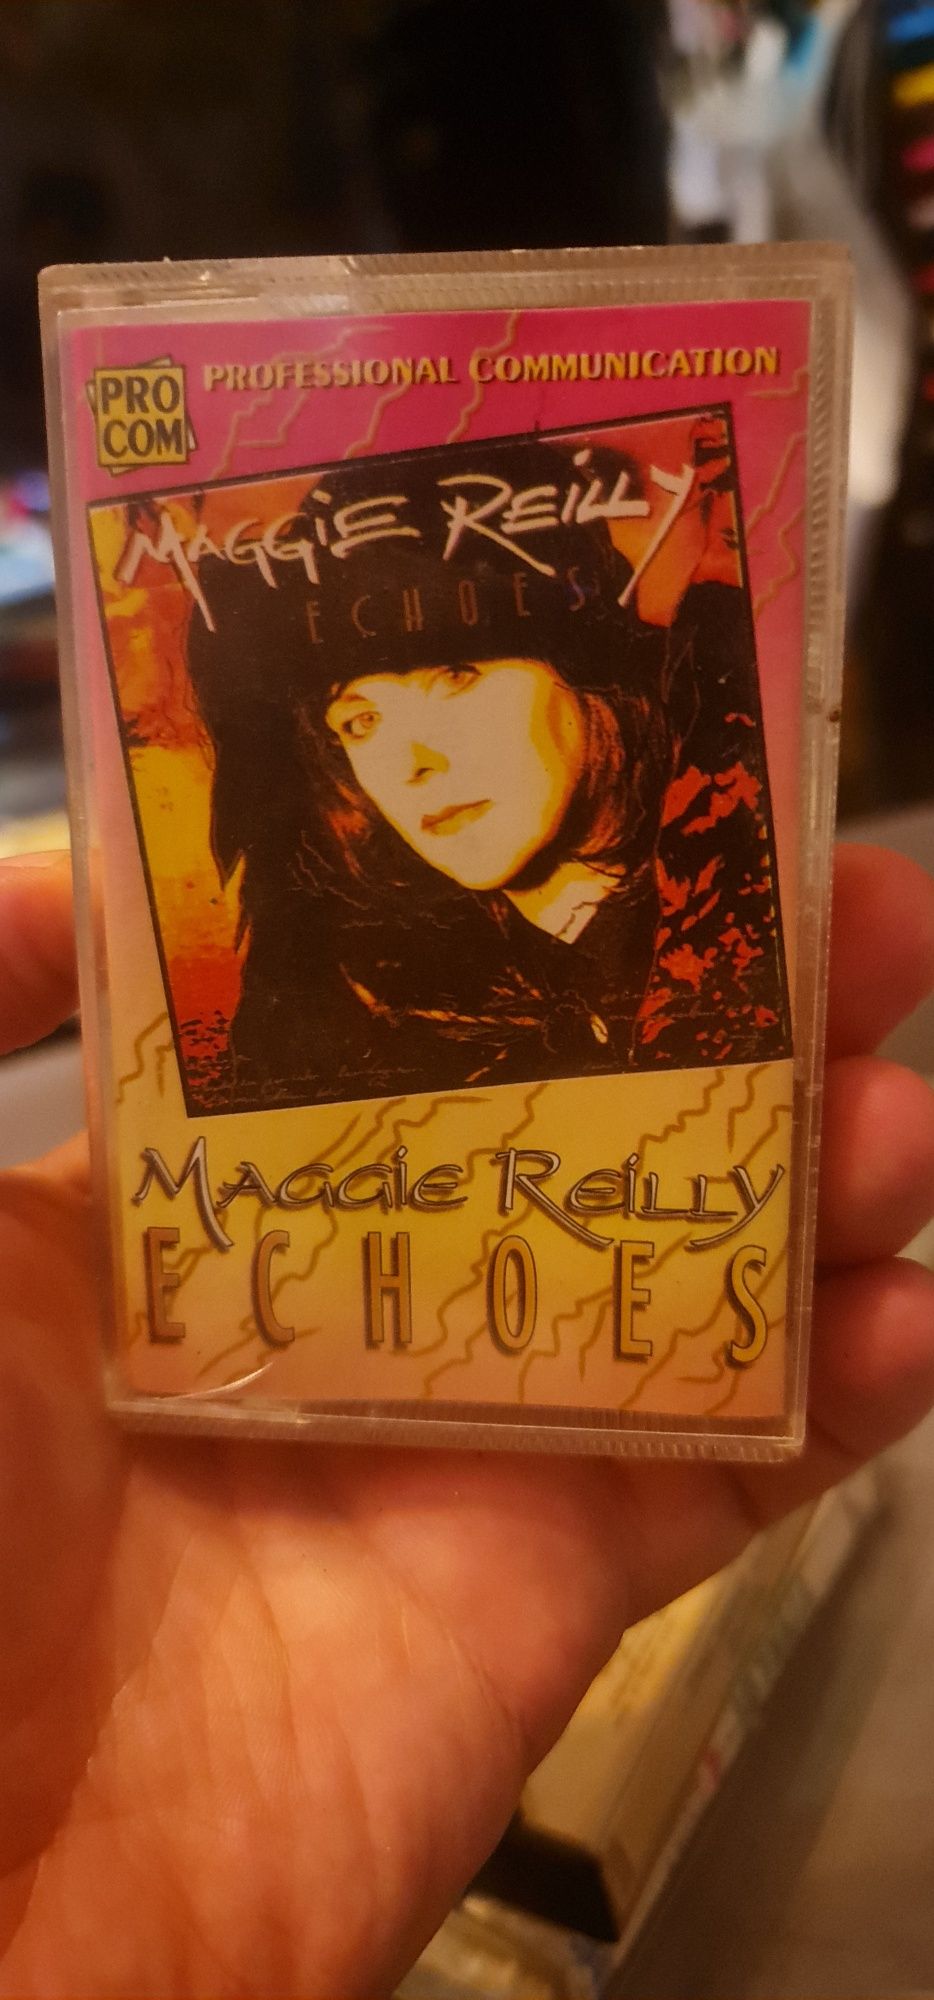 PRO
COM
PROFESSIONAL COMMUNICATION
MAGGIE REILLY
ECHOES
MAGGIE REILLY
ECHOES